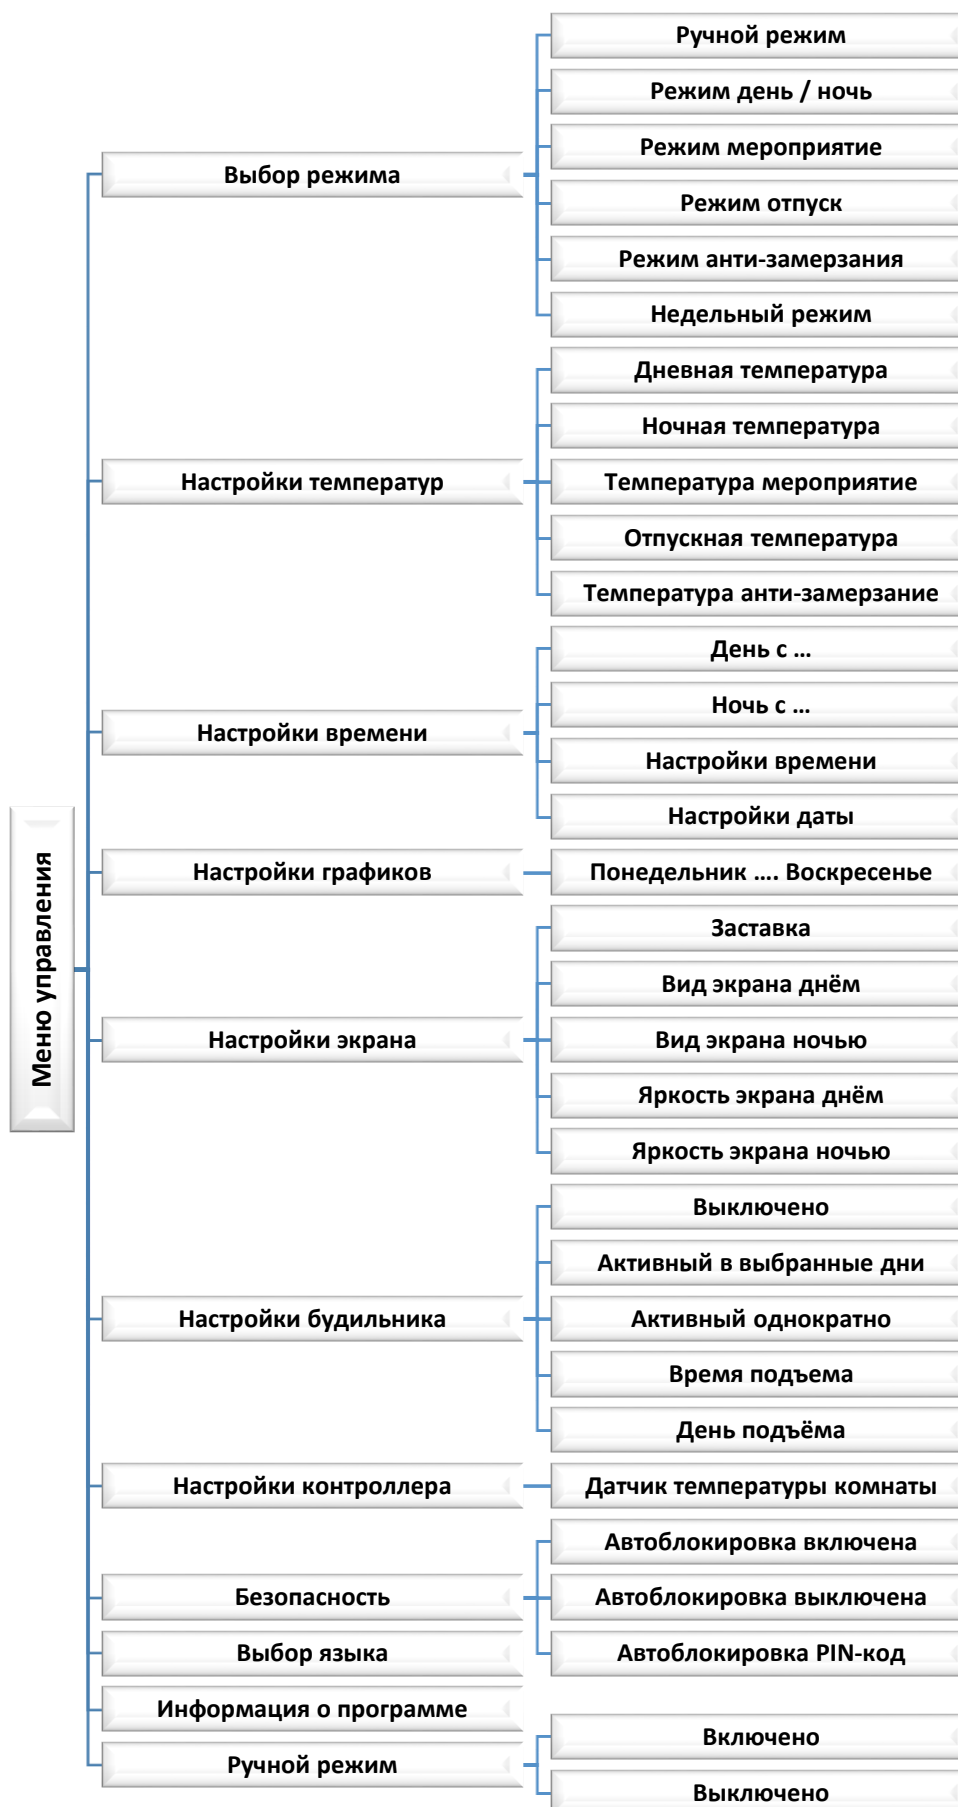 Меню управления
Выбор режима
Ручной режим
Режим день / ночь
Режим мероприятие
Режим отпуск
Режим анти-замерзания
Недельный режим
Настройки температур
Дневная температура
Ночная температура
Температура мероприятие
Отпускная температура
Температура анти-замерзание
Настройки времени
День с ...
Ночь с ...
Настройки времени
Настройки даты
Настройки графиков
Понедельник .... Воскресенье
Настройки экрана
Заставка
Вид экрана днём
Вид экрана ночью
Яркость экрана днём
Яркость экрана ночью
Настройки будильника
Выключено
Активный в выбранные дни
Активный однократно
Время подъема
День подъёма
Настройки контроллера
Датчик температуры комнаты
Безопасность
Автоблокировка включена
Автоблокировка выключена
Автоблокировка PIN-код
Выбор языка
Информация о программе
Ручной режим
Включено
Выключено